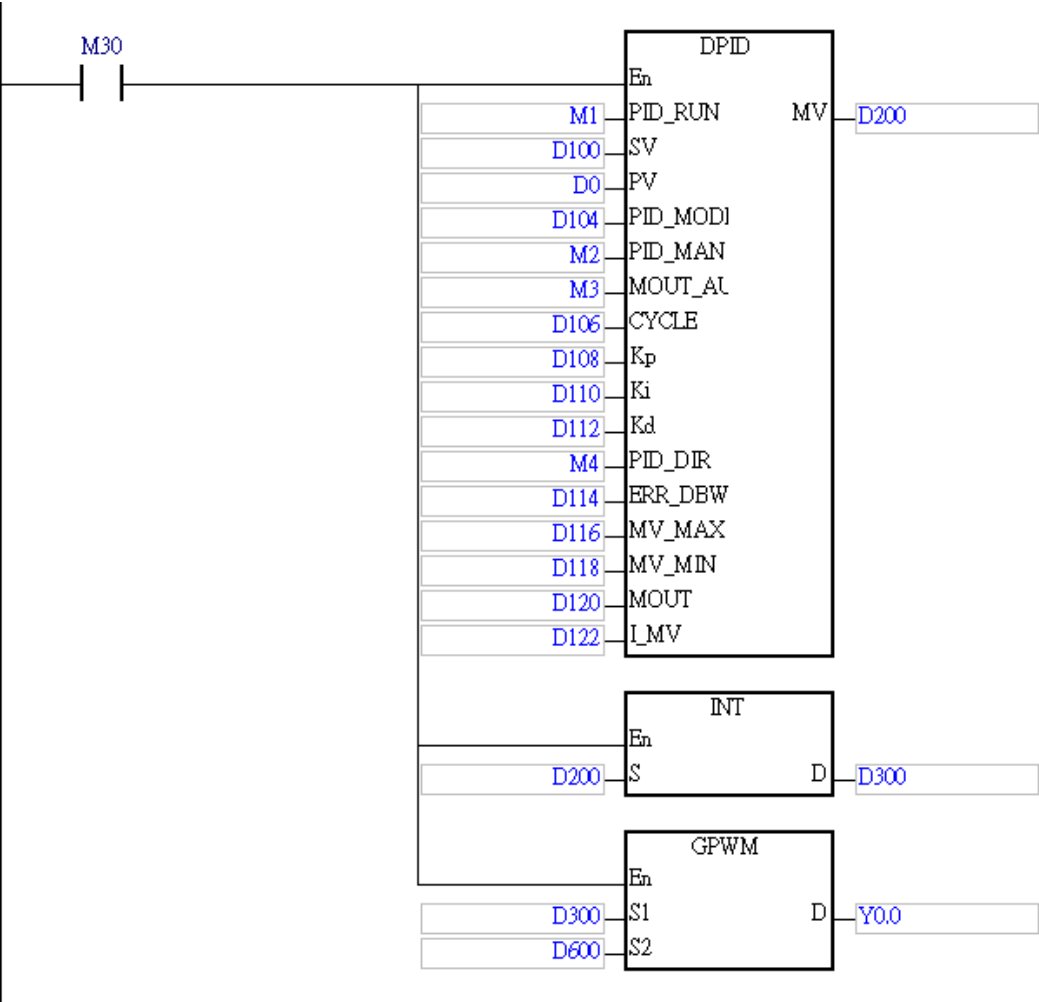 M30
DPID
En
M1 PID_RUN MV D200
D100 SV
D0 PV
D104 PID_MOD
M2 PID_MAN
M3 MOUT_AU
D106 CYCLE
D108 Kp
D110 Ki
D112 Kd
M4 PID_DIR
D114 ERR_DBW
D116 MV_MAX
D118 MV_MIN
D120 MOUT
D122 I_MV
INT
En
D200 S D D300
GPWM
En
D300 S1 D Y0.0
D600 S2